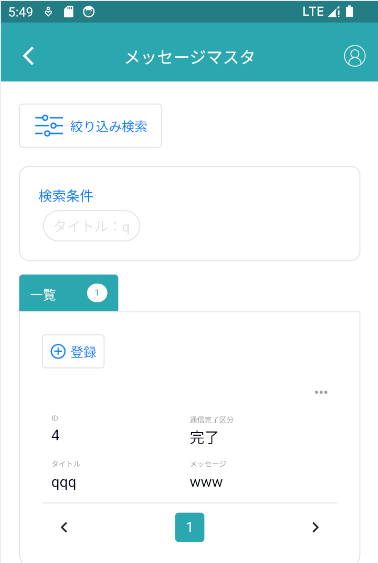 5:49 LTE
メッセージマスタ
絞り込み検索
検索条件
タイトル：q
一覧 1
登録
ID 通信完了区分
4 完了
タイトル メッセージ
qqq www
1